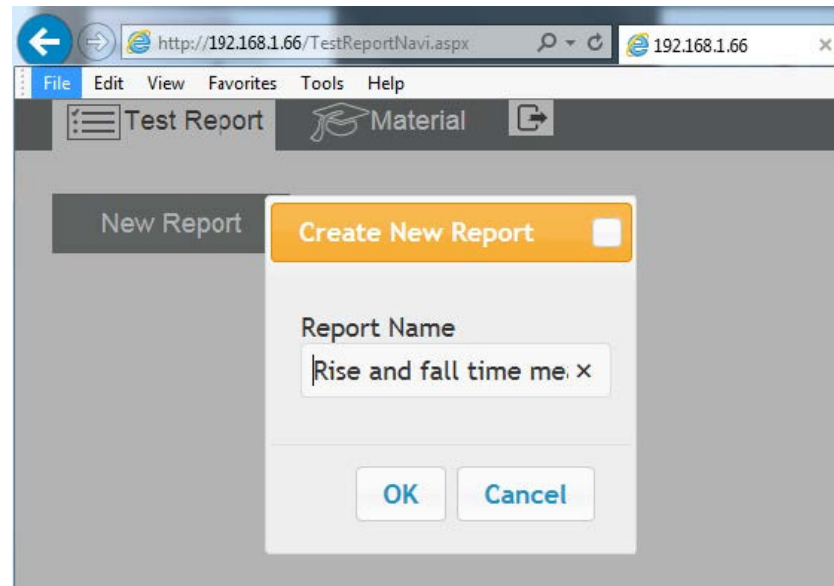 http://192.168.1.66/TestReportNavi.aspx 192.168.1.66 ×
File Edit View Favorites Tools Help
Test Report Material
New Report
Create New Report
Report Name
Rise and fall time me ×
OK Cancel